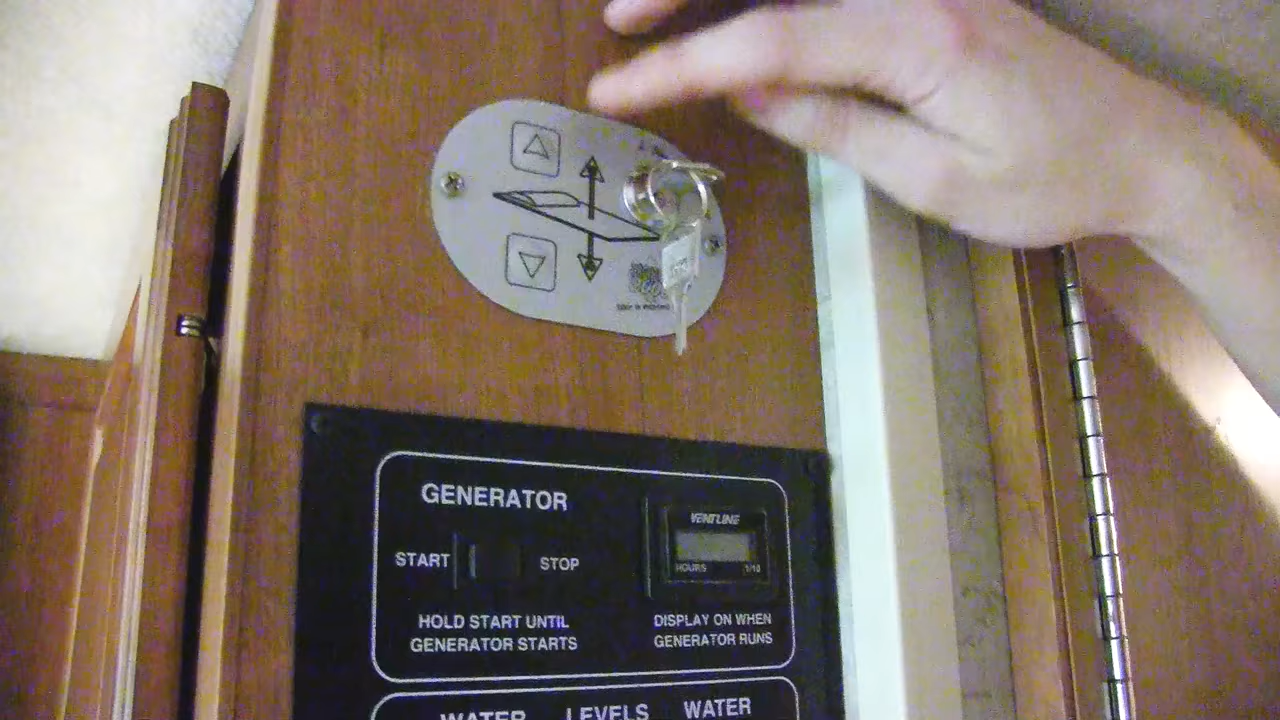 GENERATOR
START
STOP
HOLD START UNTIL
GENERATOR STARTS
VENTLINE
HOURS 1/10
DISPLAY ON WHEN
GENERATOR RUNS
WATER LEVELS WATER